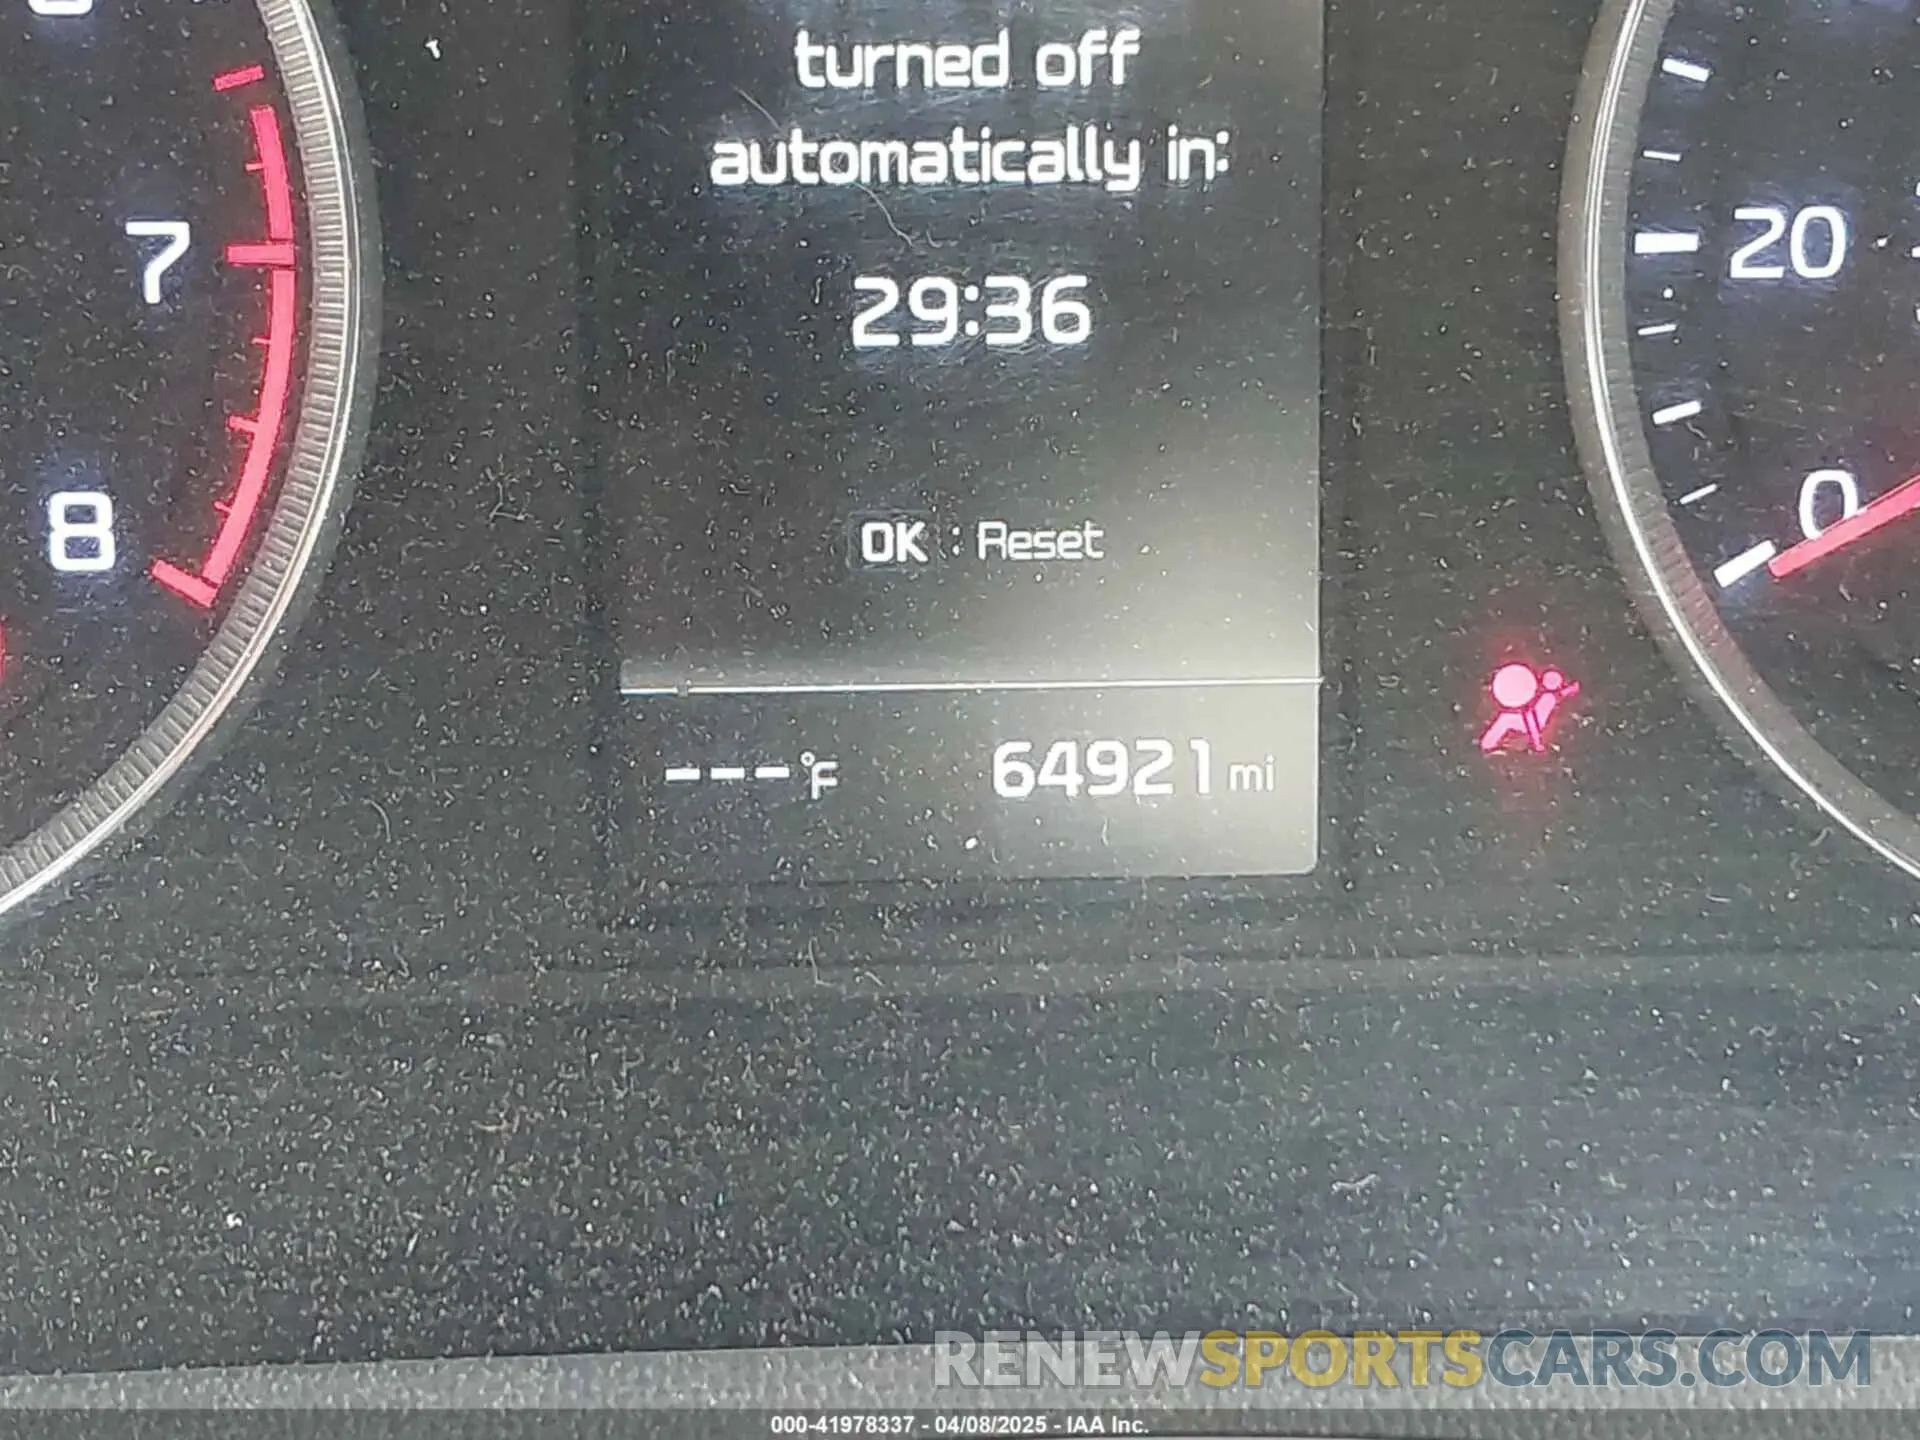 turned off
automatically in:
29:36
7
20
8
0
OK : Reset
---°F 64921 mi
RENEWSPORTSCARS.COM
000-41978337 - 04/08/2025 - IAA Inc.